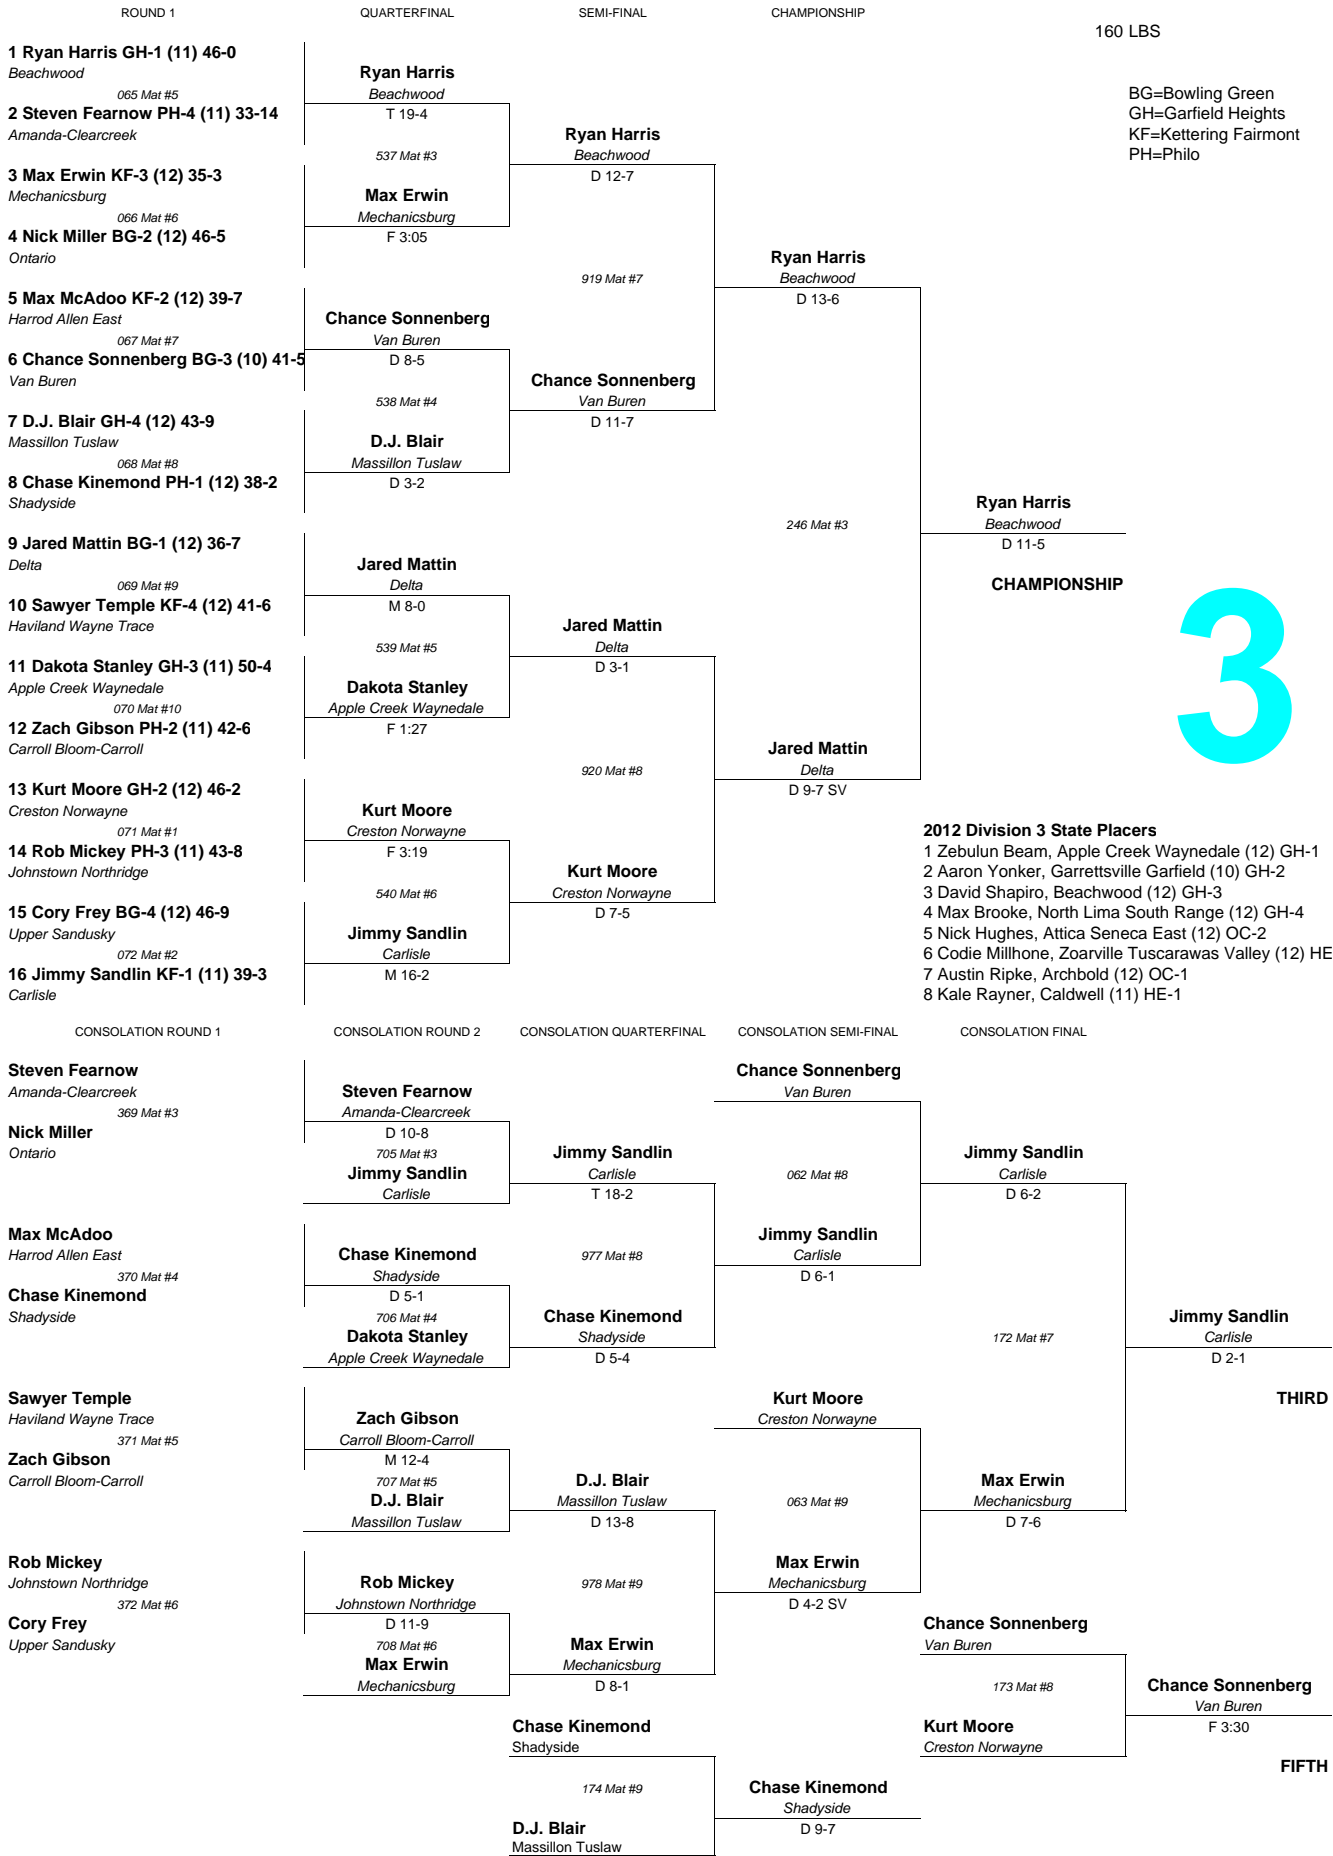 ROUND 1
QUARTERFINAL
SEMI-FINAL
CHAMPIONSHIP
160 LBS
BG=Bowling Green
GH=Garfield Heights
KF=Kettering Fairmont
PH=Philo
1 Ryan Harris GH-1 (11) 46-0
Beachwood
065 Mat #5
2 Steven Fearnow PH-4 (11) 33-14
Amanda-Clearcreek
3 Max Erwin KF-3 (12) 35-3
Mechanicsburg
066 Mat #6
4 Nick Miller BG-2 (12) 46-5
Ontario
5 Max McAdoo KF-2 (12) 39-7
Harrod Allen East
067 Mat #7
6 Chance Sonnenberg BG-3 (10) 41-5
Van Buren
7 D.J. Blair GH-4 (12) 43-9
Massillon Tuslaw
068 Mat #8
8 Chase Kinemond PH-1 (12) 38-2
Shadyside
9 Jared Mattin BG-1 (12) 36-7
Delta
069 Mat #9
10 Sawyer Temple KF-4 (12) 41-6
Haviland Wayne Trace
11 Dakota Stanley GH-3 (11) 50-4
Apple Creek Waynedale
070 Mat #10
12 Zach Gibson PH-2 (11) 42-6
Carroll Bloom-Carroll
13 Kurt Moore GH-2 (12) 46-2
Creston Norwayne
071 Mat #1
14 Rob Mickey PH-3 (11) 43-8
Johnstown Northridge
15 Cory Frey BG-4 (12) 46-9
Upper Sandusky
072 Mat #2
16 Jimmy Sandlin KF-1 (11) 39-3
Carlisle
Ryan Harris
Beachwood
T 19-4
537 Mat #3
Max Erwin
Mechanicsburg
F 3:05
Chance Sonnenberg
Van Buren
D 8-5
538 Mat #4
D.J. Blair
Massillon Tuslaw
D 3-2
Jared Mattin
Delta
M 8-0
539 Mat #5
Dakota Stanley
Apple Creek Waynedale
F 1:27
Kurt Moore
Creston Norwayne
F 3:19
540 Mat #6
Jimmy Sandlin
Carlisle
M 16-2
Ryan Harris
Beachwood
D 12-7
919 Mat #7
Chance Sonnenberg
Van Buren
D 11-7
Jared Mattin
Delta
D 3-1
920 Mat #8
Kurt Moore
Creston Norwayne
D 7-5
Ryan Harris
Beachwood
D 13-6
246 Mat #3
Jared Mattin
Delta
D 9-7 SV
Ryan Harris
Beachwood
D 11-5
CHAMPIONSHIP
3
2012 Division 3 State Placers
1 Zebulun Beam, Apple Creek Waynedale (12) GH-1
2 Aaron Yonker, Garrettsville Garfield (10) GH-2
3 David Shapiro, Beachwood (12) GH-3
4 Max Brooke, North Lima South Range (12) GH-4
5 Nick Hughes, Attica Seneca East (12) OC-2
6 Codie Millhone, Zoarville Tuscarawas Valley (12) HE
7 Austin Ripke, Archbold (12) OC-1
8 Kale Rayner, Caldwell (11) HE-1
CONSOLATION ROUND 1
CONSOLATION ROUND 2
CONSOLATION QUARTERFINAL
CONSOLATION SEMI-FINAL
CONSOLATION FINAL
Steven Fearnow
Amanda-Clearcreek
369 Mat #3
Nick Miller
Ontario
Max McAdoo
Harrod Allen East
370 Mat #4
Chase Kinemond
Shadyside
Sawyer Temple
Haviland Wayne Trace
371 Mat #5
Zach Gibson
Carroll Bloom-Carroll
Rob Mickey
Johnstown Northridge
372 Mat #6
Cory Frey
Upper Sandusky
Steven Fearnow
Amanda-Clearcreek
D 10-8
705 Mat #3
Jimmy Sandlin
Carlisle
Chase Kinemond
Shadyside
D 5-1
706 Mat #4
Dakota Stanley
Apple Creek Waynedale
Zach Gibson
Carroll Bloom-Carroll
M 12-4
707 Mat #5
D.J. Blair
Massillon Tuslaw
Rob Mickey
Johnstown Northridge
D 11-9
708 Mat #6
Max Erwin
Mechanicsburg
Jimmy Sandlin
Carlisle
T 18-2
977 Mat #8
Chase Kinemond
Shadyside
D 5-4
D.J. Blair
Massillon Tuslaw
D 13-8
978 Mat #9
Max Erwin
Mechanicsburg
D 8-1
Chance Sonnenberg
Van Buren
062 Mat #8
Jimmy Sandlin
Carlisle
D 6-1
Kurt Moore
Creston Norwayne
063 Mat #9
Max Erwin
Mechanicsburg
D 4-2 SV
Jimmy Sandlin
Carlisle
D 6-2
172 Mat #7
Max Erwin
Mechanicsburg
D 7-6
Jimmy Sandlin
Carlisle
D 2-1
THIRD
Chance Sonnenberg
Van Buren
173 Mat #8
Kurt Moore
Creston Norwayne
Chance Sonnenberg
Van Buren
F 3:30
FIFTH
Chase Kinemond
Shadyside
174 Mat #9
D.J. Blair
Massillon Tuslaw
Chase Kinemond
Shadyside
D 9-7